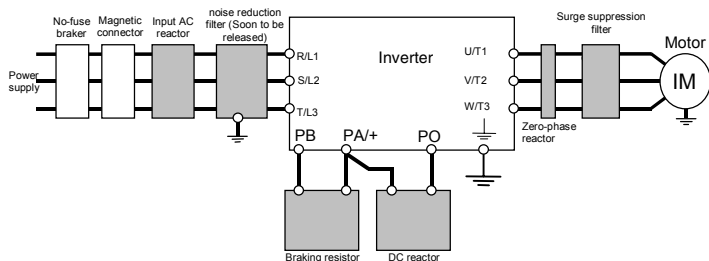 No-fuse
braker
Magnetic
connector
Input AC
reactor
noise reduction
filter (Soon to be
released)
Surge suppression
filter
Power
supply
R/L1
S/L2
T/L3
Inverter
U/T1
V/T2
W/T3
Motor
IM
PB
PA/+
PO
Zero-phase
reactor
Braking resistor
DC reactor